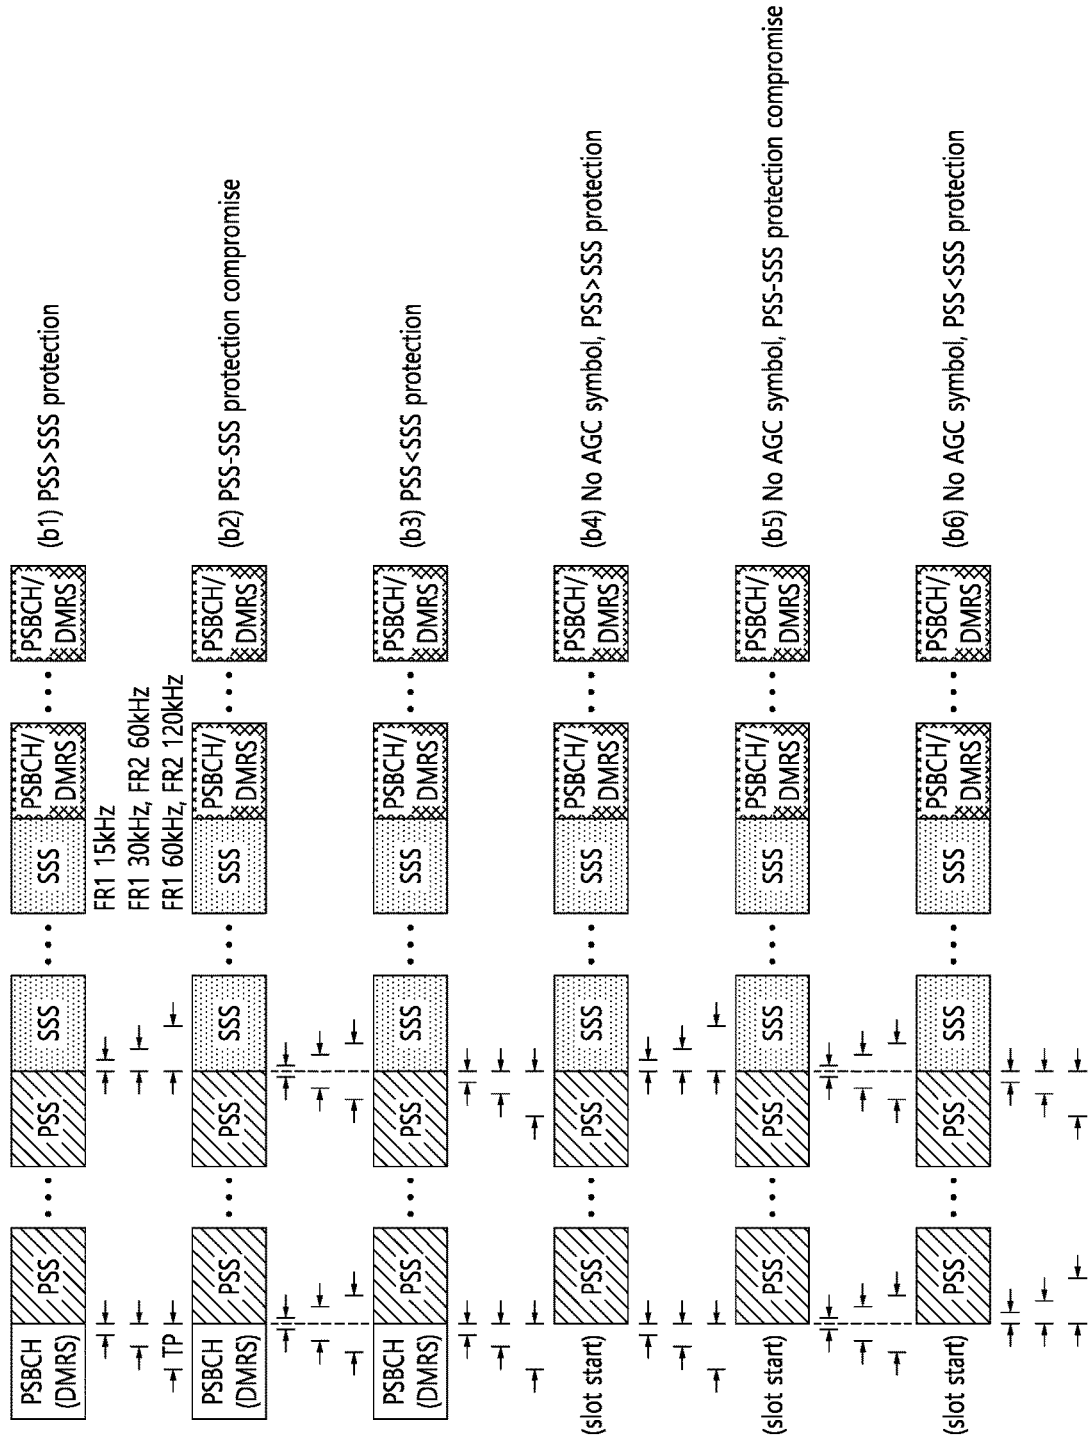 PSBCH
(DMRS)
PSS
PSS
SSS
SSS
PSBCH/
DMRS
PSBCH/
DMRS
(b1) PSS>SSS protection
FR1 15kHz
FR1 30kHz, FR2 60kHz
TP
FR1 60kHz, FR2 120kHz
PSBCH
(DMRS)
PSS
PSS
SSS
SSS
PSBCH/
DMRS
PSBCH/
DMRS
(b2) PSS-SSS protection compromise
PSBCH
(DMRS)
PSS
PSS
SSS
SSS
PSBCH/
DMRS
PSBCH/
DMRS
(b3) PSS<SSS protection
(slot start)
PSS
PSS
SSS
SSS
PSBCH/
DMRS
PSBCH/
DMRS
(b4) No AGC symbol, PSS>SSS protection
(slot start)
PSS
PSS
SSS
SSS
PSBCH/
DMRS
PSBCH/
DMRS
(b5) No AGC symbol, PSS-SSS protection compromise
(slot start)
PSS
PSS
SSS
SSS
PSBCH/
DMRS
PSBCH/
DMRS
(b6) No AGC symbol, PSS<SSS protection